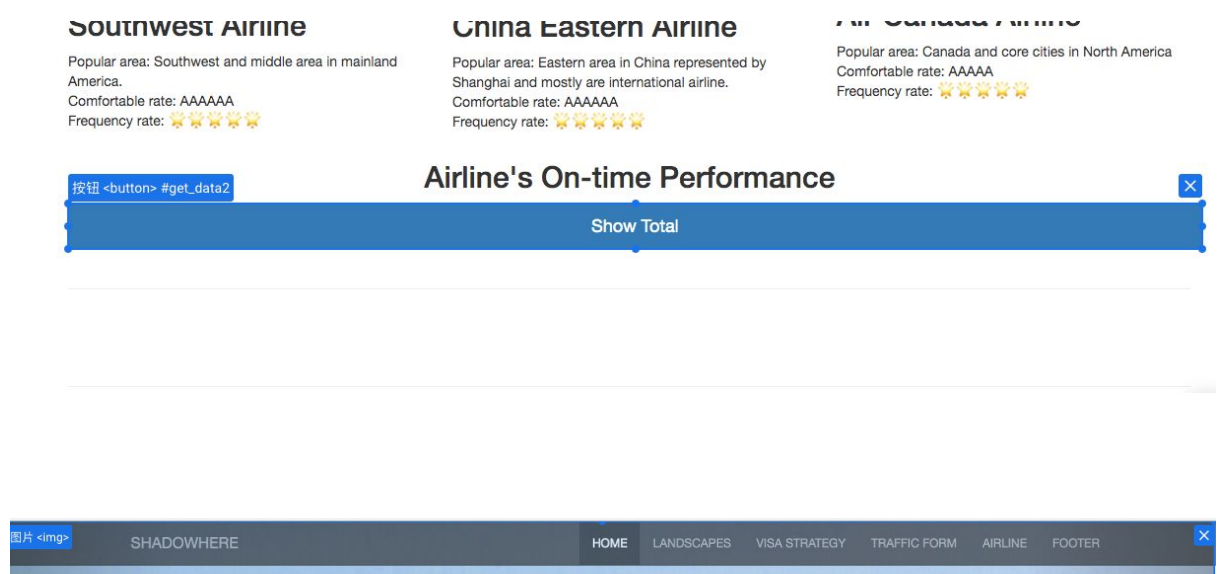 Southwest Airline
Popular area: Southwest and middle area in mainland
America.
Comfortable rate: AAAAAA
Frequency rate:
China Eastern Airline
Popular area: Eastern area in China represented by
Shanghai and mostly are international airline.
Comfortable rate: AAAAAA
Frequency rate:
Air Canada Airline
Popular area: Canada and core cities in North America
Comfortable rate: AAAAA
Frequency rate:
Airline's On-time Performance
按钮 <button> #get_data2
Show Total
图片 <img>
SHADOWHERE
HOME LANDSCAPES VISA STRATEGY TRAFFIC FORM AIRLINE FOOTER